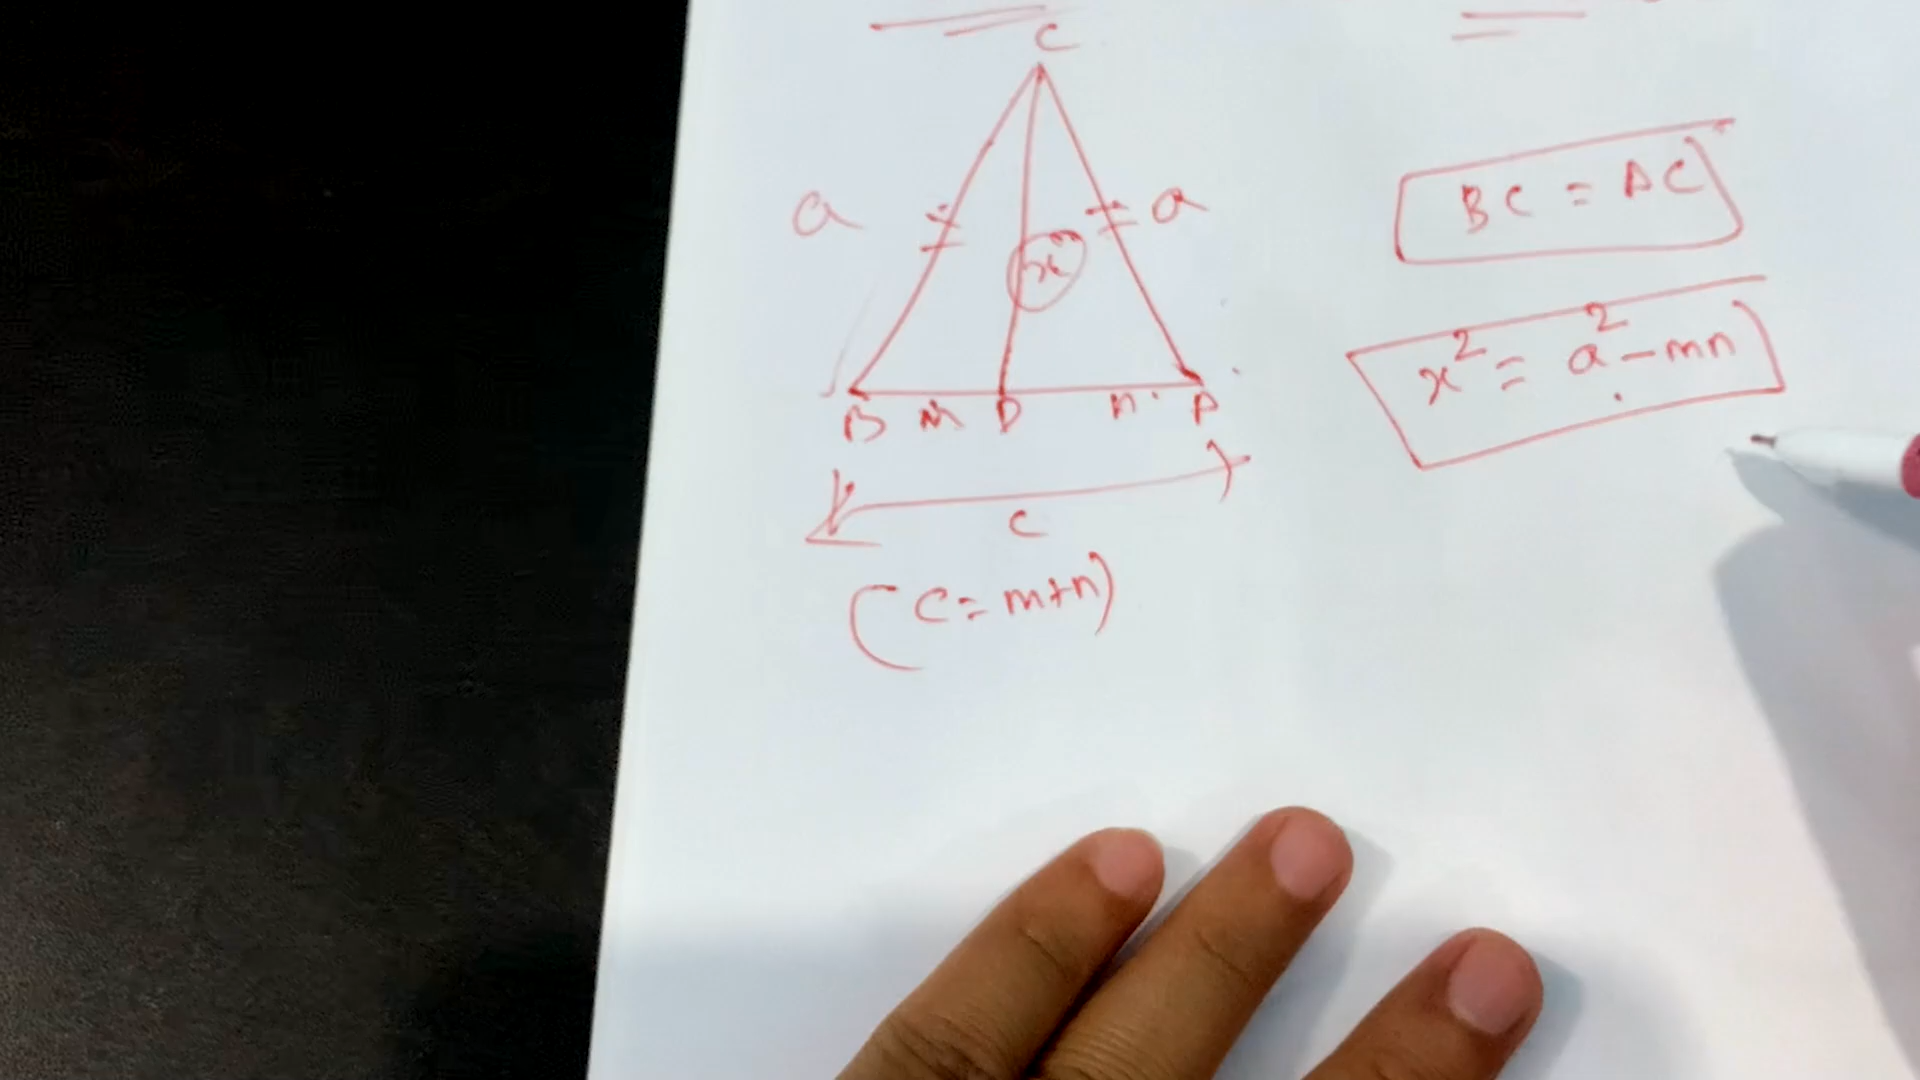 C
a
a
x
B m D n A
c
(c=m+n)
BC = AC
x² = a² - mn